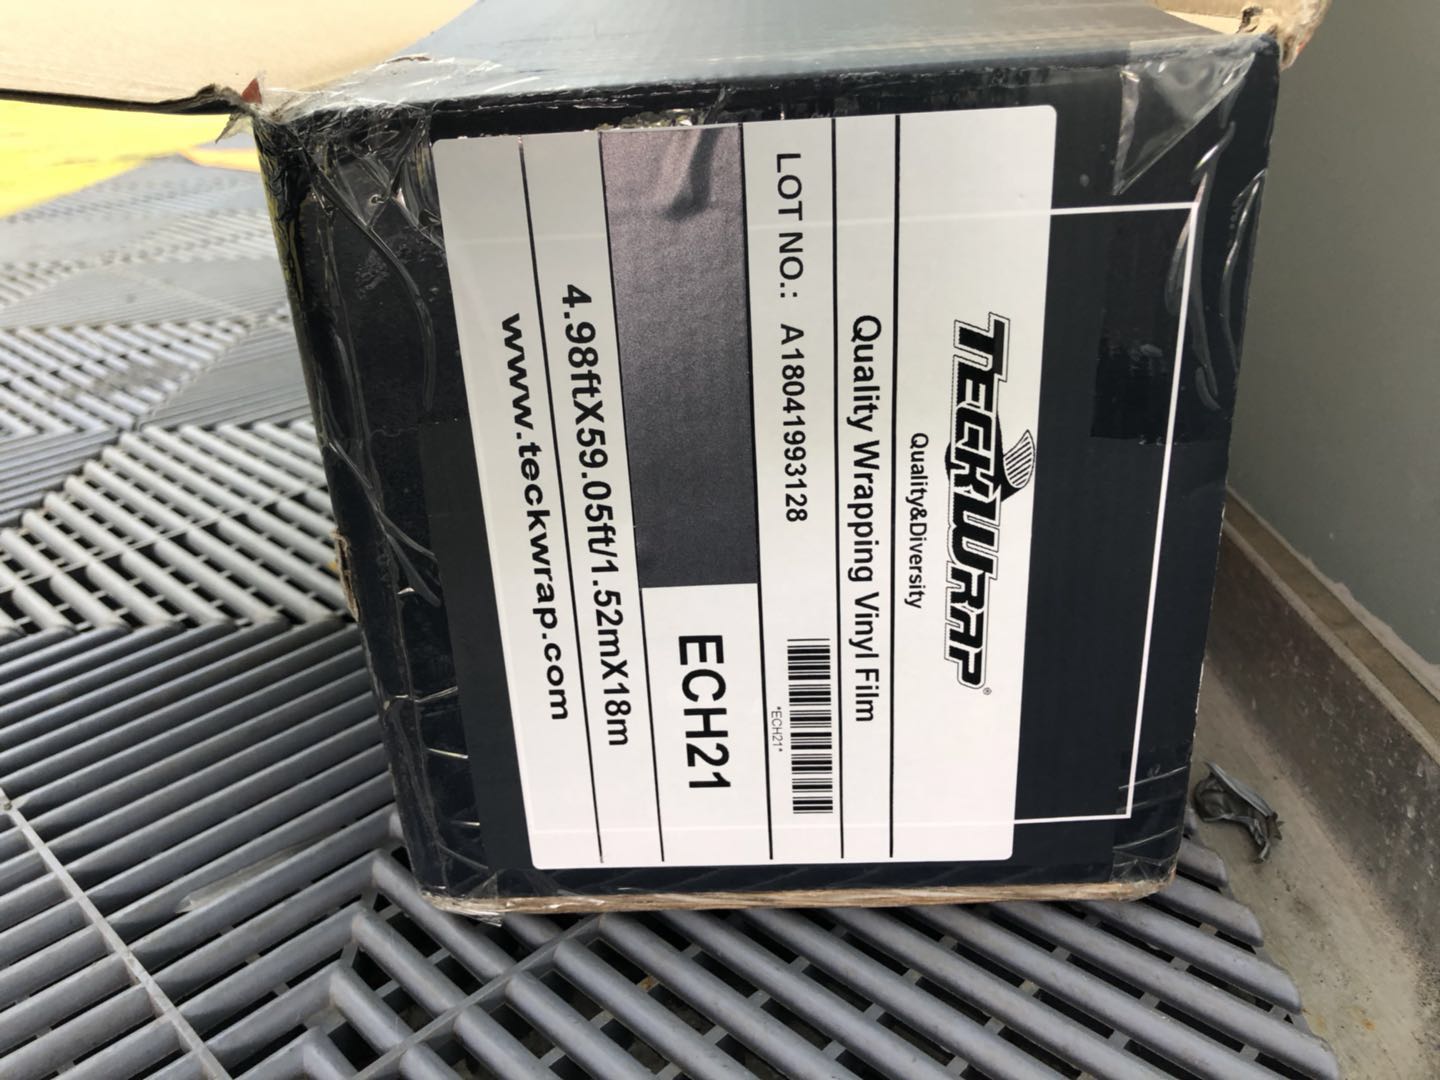 TECKWRAP®
Quality&Diversity
Quality Wrapping Vinyl Film
LOT NO.: A18041993128
*ECH21*
ECH21
4.98ftX59.05ft/1.52mX18m
www.teckwrap.com